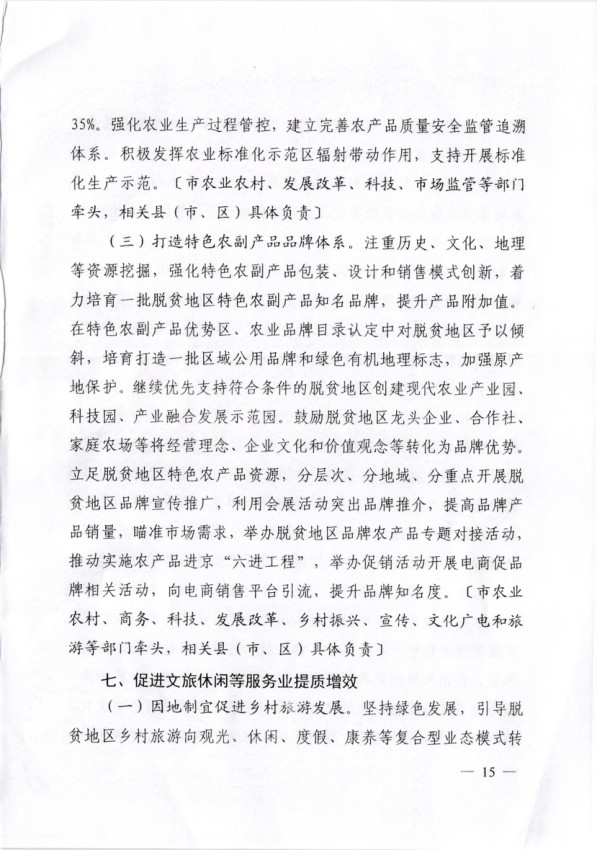 35%。强化农业生产过程管控，建立完善农产品质量安全监管追溯
体系。积极发挥农业标准化示范区辐射带动作用，支持开展标准
化生产示范。〔市农业农村、发展改革、科技、市场监管等部门
牵头，相关县（市、区）具体负责〕
（三）打造特色农副产品品牌体系。注重历史、文化、地理
等资源挖掘，强化特色农副产品包装、设计和销售模式创新，着
力培育一批脱贫地区特色农副产品知名品牌，提升产品附加值。
在特色农副产品优势区、农业品牌目录认定中对脱贫地区予以倾
斜，培育打造一批区域公用品牌和绿色有机地理标志，加强原产
地保护。继续优先支持符合条件的脱贫地区创建现代农业产业园、
科技园、产业融合发展示范园。鼓励脱贫地区龙头企业、合作社、
家庭农场等将经营理念、企业文化和价值观念等转化为品牌优势。
立足脱贫地区特色农产品资源，分层次、分地域、分重点开展脱
贫地区品牌宣传推广，利用会展活动突出品牌推介，提高品牌产
品销量，瞄准市场需求，举办脱贫地区品牌农产品专题对接活动，
推动实施农产品进京“六进工程”，举办促销活动开展电商促品
牌相关活动，向电商销售平台引流，提升品牌知名度。〔市农业
农村、商务、科技、发展改革、乡村振兴、宣传、文化广电和旅
游等部门牵头，相关县（市、区）具体负责〕
七、促进文旅休闲等服务业提质增效
（一）因地制宜促进乡村旅游发展。坚持绿色发展，引导脱
贫地区乡村旅游向观光、休闲、度假、康养等复合型业态模式转
— 15 —